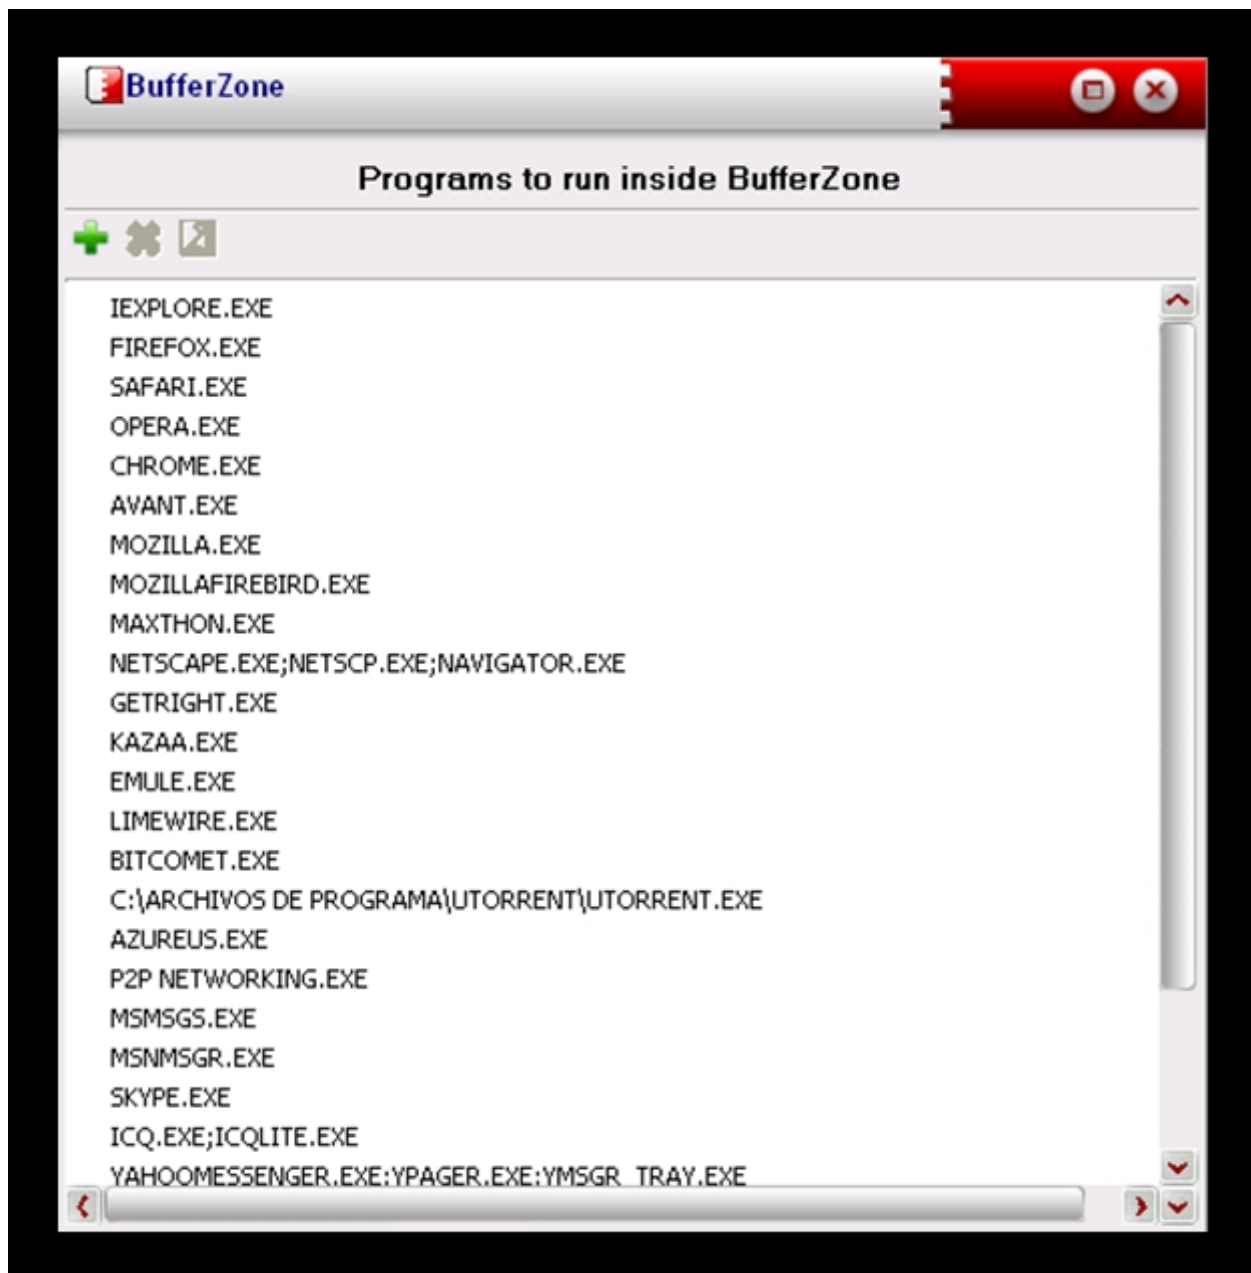 BufferZone
Programs to run inside BufferZone
IEXPLORE.EXE
FIREFOX.EXE
SAFARI.EXE
OPERA.EXE
CHROME.EXE
AVANT.EXE
MOZILLA.EXE
MOZILLAFIREBIRD.EXE
MAXTHON.EXE
NETSCAPE.EXE;NETSCP.EXE;NAVIGATOR.EXE
GETRIGHT.EXE
KAZAA.EXE
EMULE.EXE
LIMEWIRE.EXE
BITCOMET.EXE
C:\ARCHIVOS DE PROGRAMA\UTORRENT\UTORRENT.EXE
AZUREUS.EXE
P2P NETWORKING.EXE
MSMSGS.EXE
MSNMSGR.EXE
SKYPE.EXE
ICQ.EXE;ICQLITE.EXE
YAHOOMESSENGER.EXE;YPAGER.EXE;YMSGR_TRAY.EXE